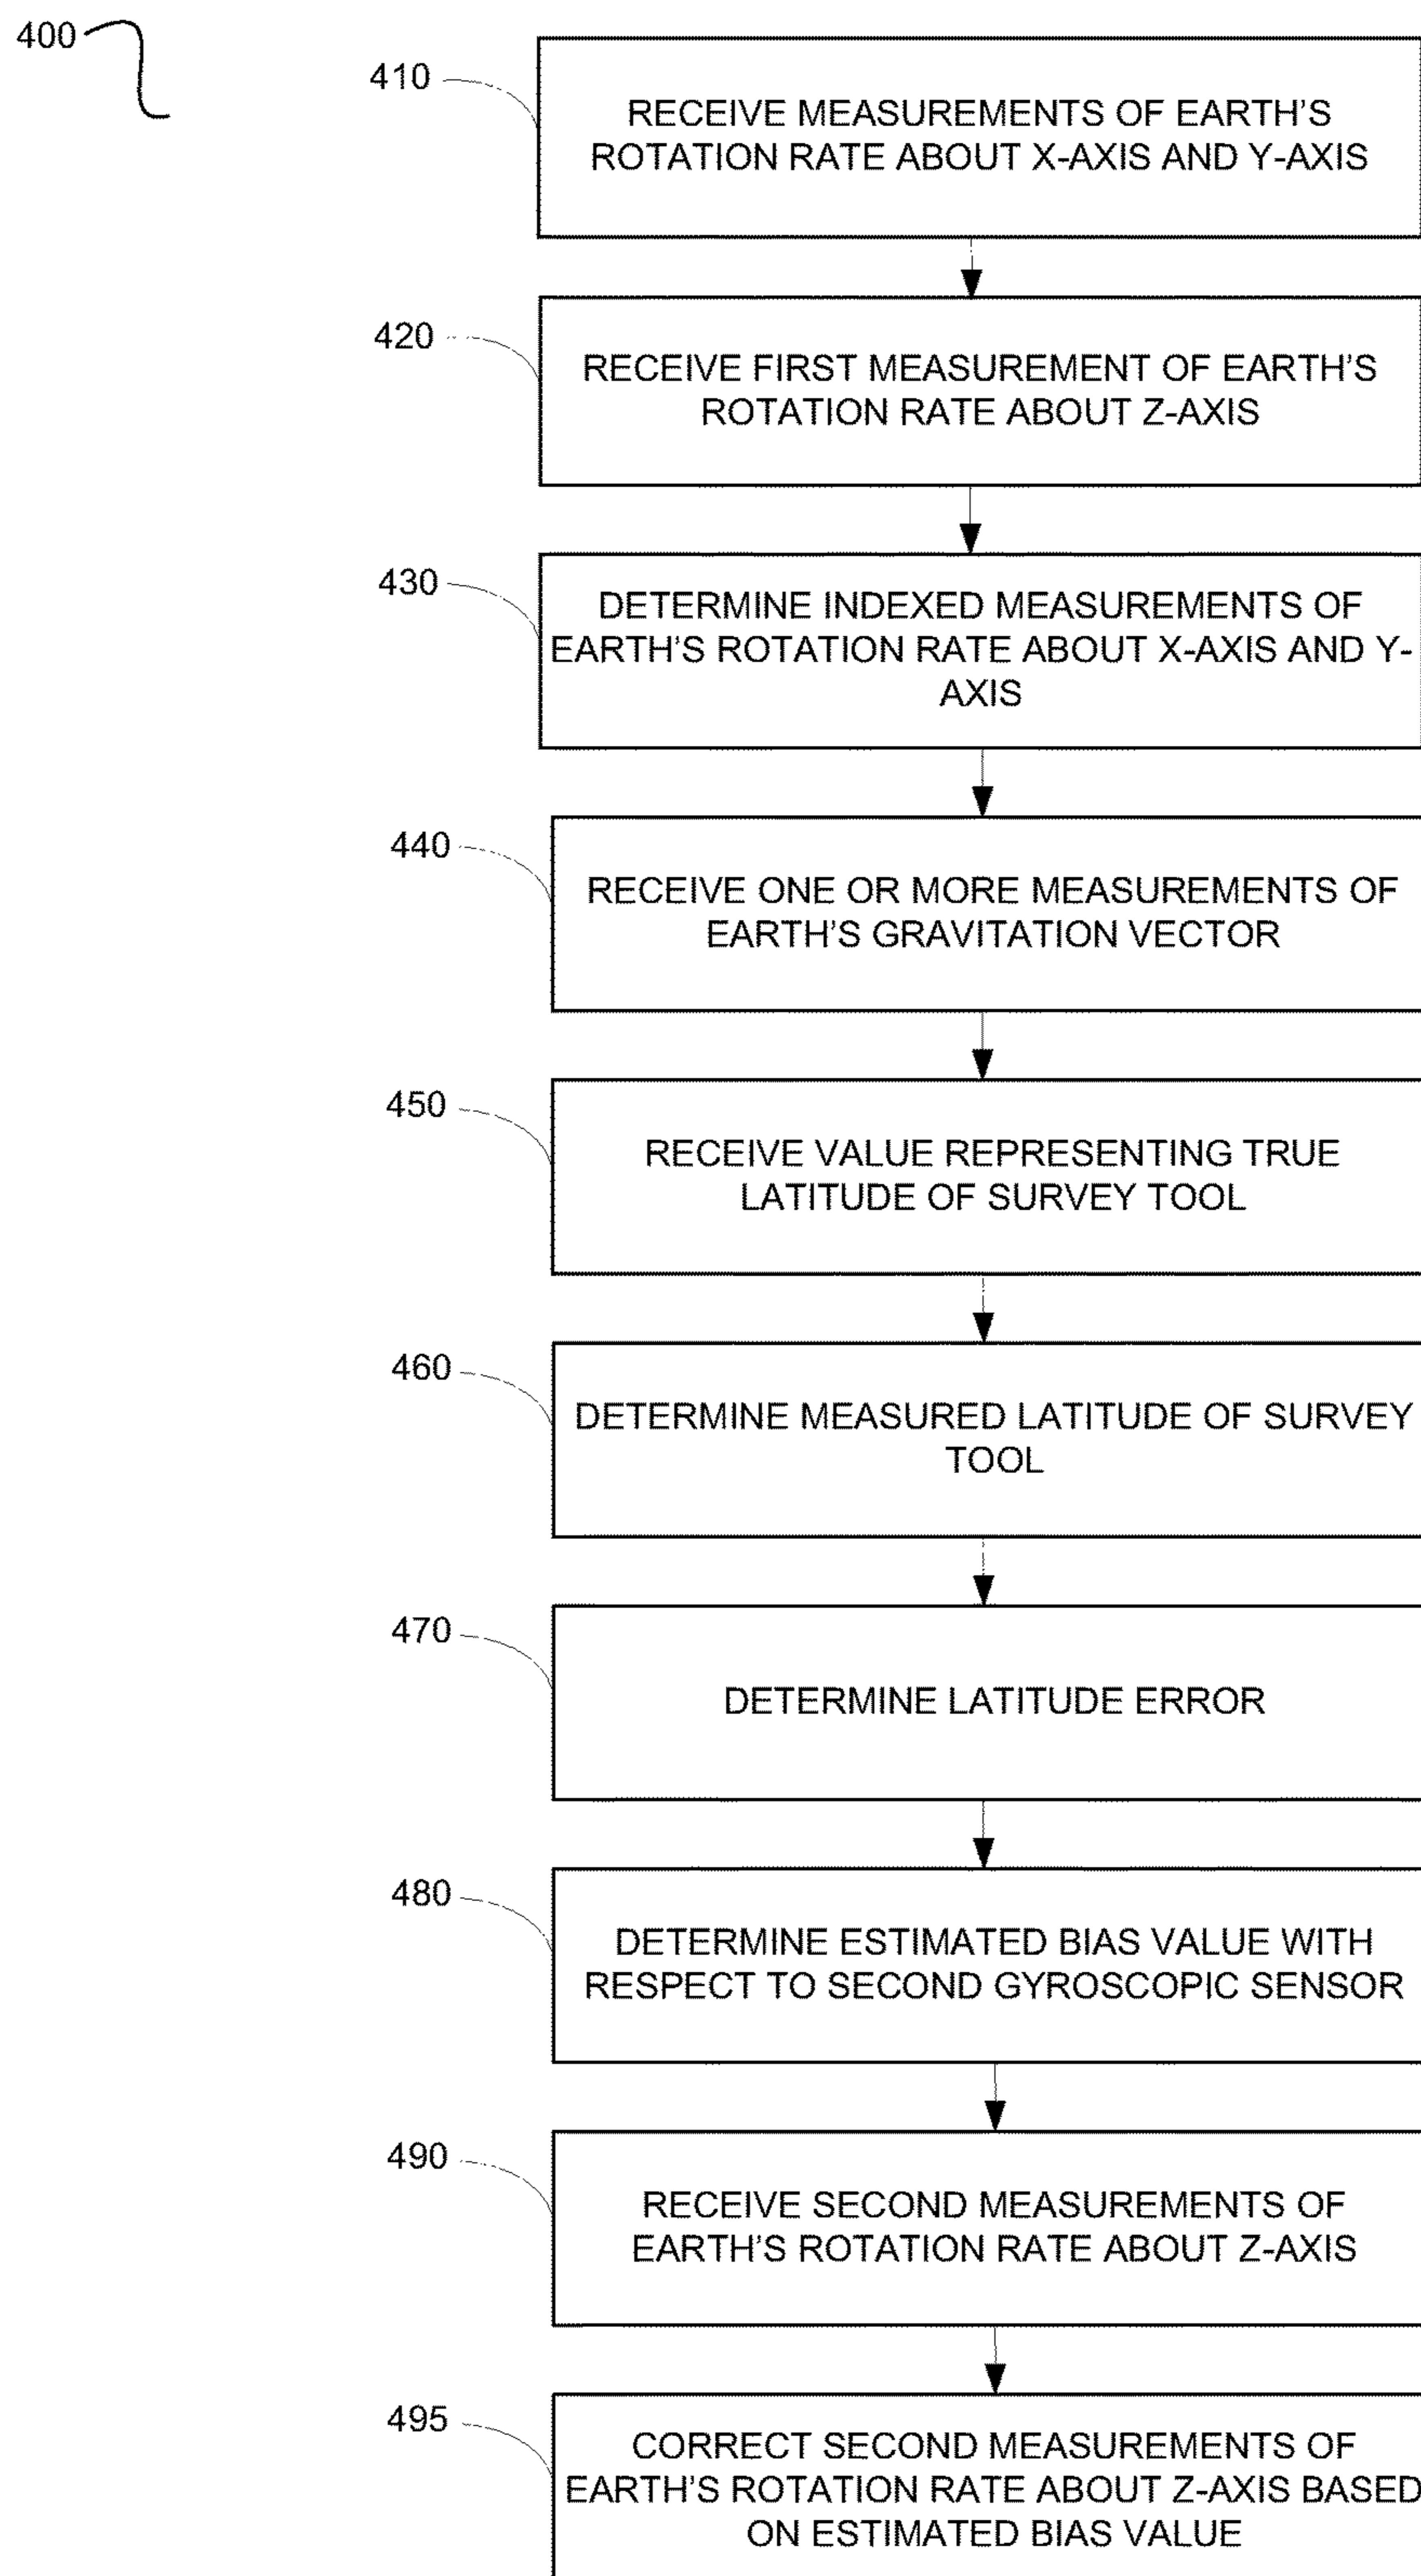 400
410
RECEIVE MEASUREMENTS OF EARTH'S
ROTATION RATE ABOUT X-AXIS AND Y-AXIS
420
RECEIVE FIRST MEASUREMENT OF EARTH'S
ROTATION RATE ABOUT Z-AXIS
430
DETERMINE INDEXED MEASUREMENTS OF
EARTH'S ROTATION RATE ABOUT X-AXIS AND Y-
AXIS
440
RECEIVE ONE OR MORE MEASUREMENTS OF
EARTH'S GRAVITATION VECTOR
450
RECEIVE VALUE REPRESENTING TRUE
LATITUDE OF SURVEY TOOL
460
DETERMINE MEASURED LATITUDE OF SURVEY
TOOL
470
DETERMINE LATITUDE ERROR
480
DETERMINE ESTIMATED BIAS VALUE WITH
RESPECT TO SECOND GYROSCOPIC SENSOR
490
RECEIVE SECOND MEASUREMENTS OF
EARTH'S ROTATION RATE ABOUT Z-AXIS
495
CORRECT SECOND MEASUREMENTS OF
EARTH'S ROTATION RATE ABOUT Z-AXIS BASED
ON ESTIMATED BIAS VALUE